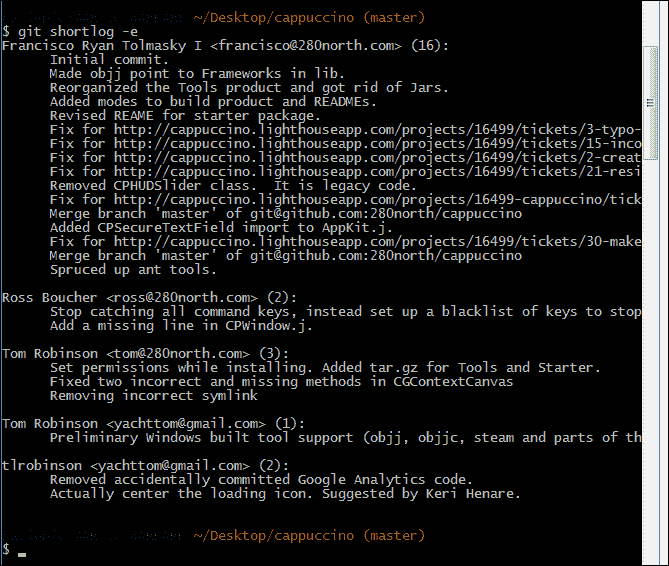 ~/Desktop/cappuccino (master)
$ git shortlog -e
Francisco Ryan Tolmasky I <francisco@280north.com> (16):
Initial commit.
Made objj point to Frameworks in lib.
Reorganized the Tools product and got rid of Jars.
Added modes to build product and READMEs.
Revised REAME for starter package.
Fix for http://cappuccino.lighthouseapp.com/projects/16499/tickets/3-typo-
Fix for http://cappuccino.lighthouseapp.com/projects/16499/tickets/15-inco
Fix for http://cappuccino.lighthouseapp.com/projects/16499/tickets/2-creat
Fix for http://cappuccino.lighthouseapp.com/projects/16499/tickets/21-resi
Removed CPHUDSlider class.  It is legacy code.
Fix for http://cappuccino.lighthouseapp.com/projects/16499-cappuccino/tick
Merge branch 'master' of git@github.com:280north/cappuccino
Added CPSecureTextField import to AppKit.j.
Fix for http://cappuccino.lighthouseapp.com/projects/16499/tickets/30-make
Merge branch 'master' of git@github.com:280north/cappuccino
Spruced up ant tools.
Ross Boucher <ross@280north.com> (2):
Stop catching all command keys, instead set up a blacklist of keys to stop
Add a missing line in CPWindow.j.
Tom Robinson <tom@280north.com> (3):
Set permissions while installing. Added tar.gz for Tools and Starter.
Fixed two incorrect and missing methods in CGContextCanvas
Removing incorrect symlink
Tom Robinson <yachttom@gmail.com> (1):
Preliminary Windows built tool support (objj, objjc, steam and parts of th
tlrobinson <yachttom@gmail.com> (2):
Removed accidentally committed Google Analytics code.
Actually center the loading icon. Suggested by Keri Henare.
~/Desktop/cappuccino (master)
$